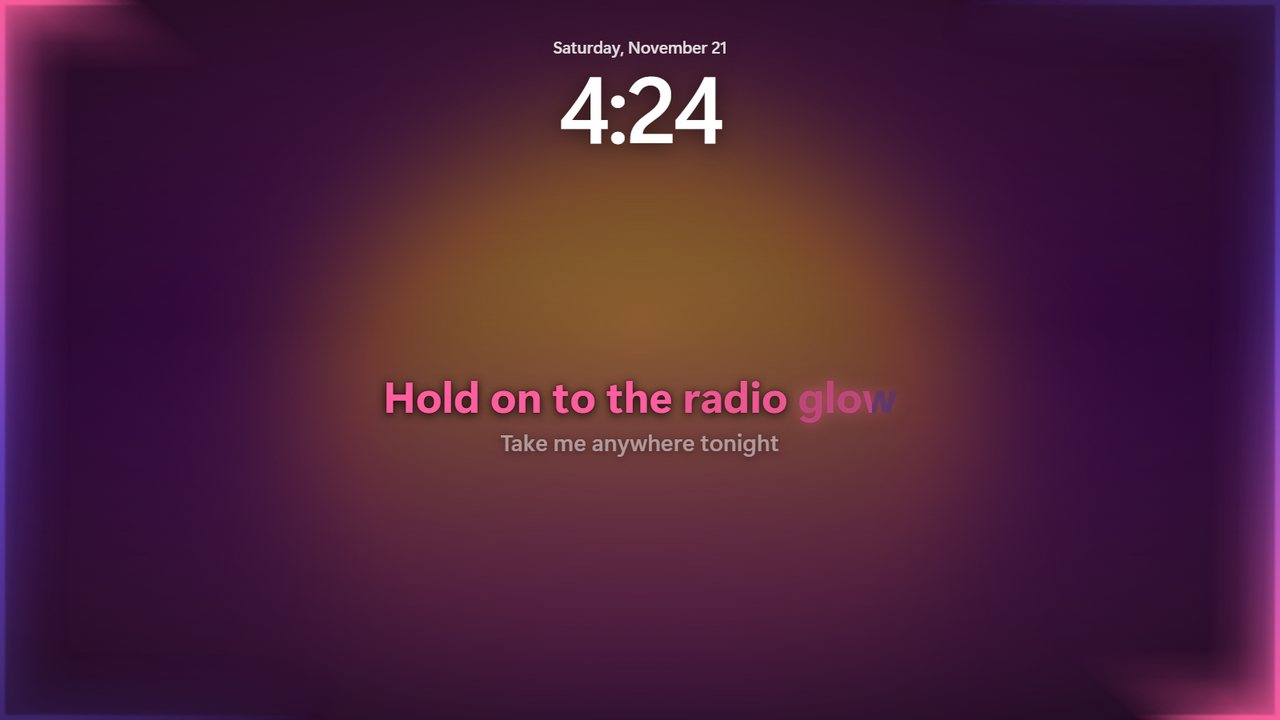 Saturday, November 21
4:24
Hold on to the radio glow
Take me anywhere tonight